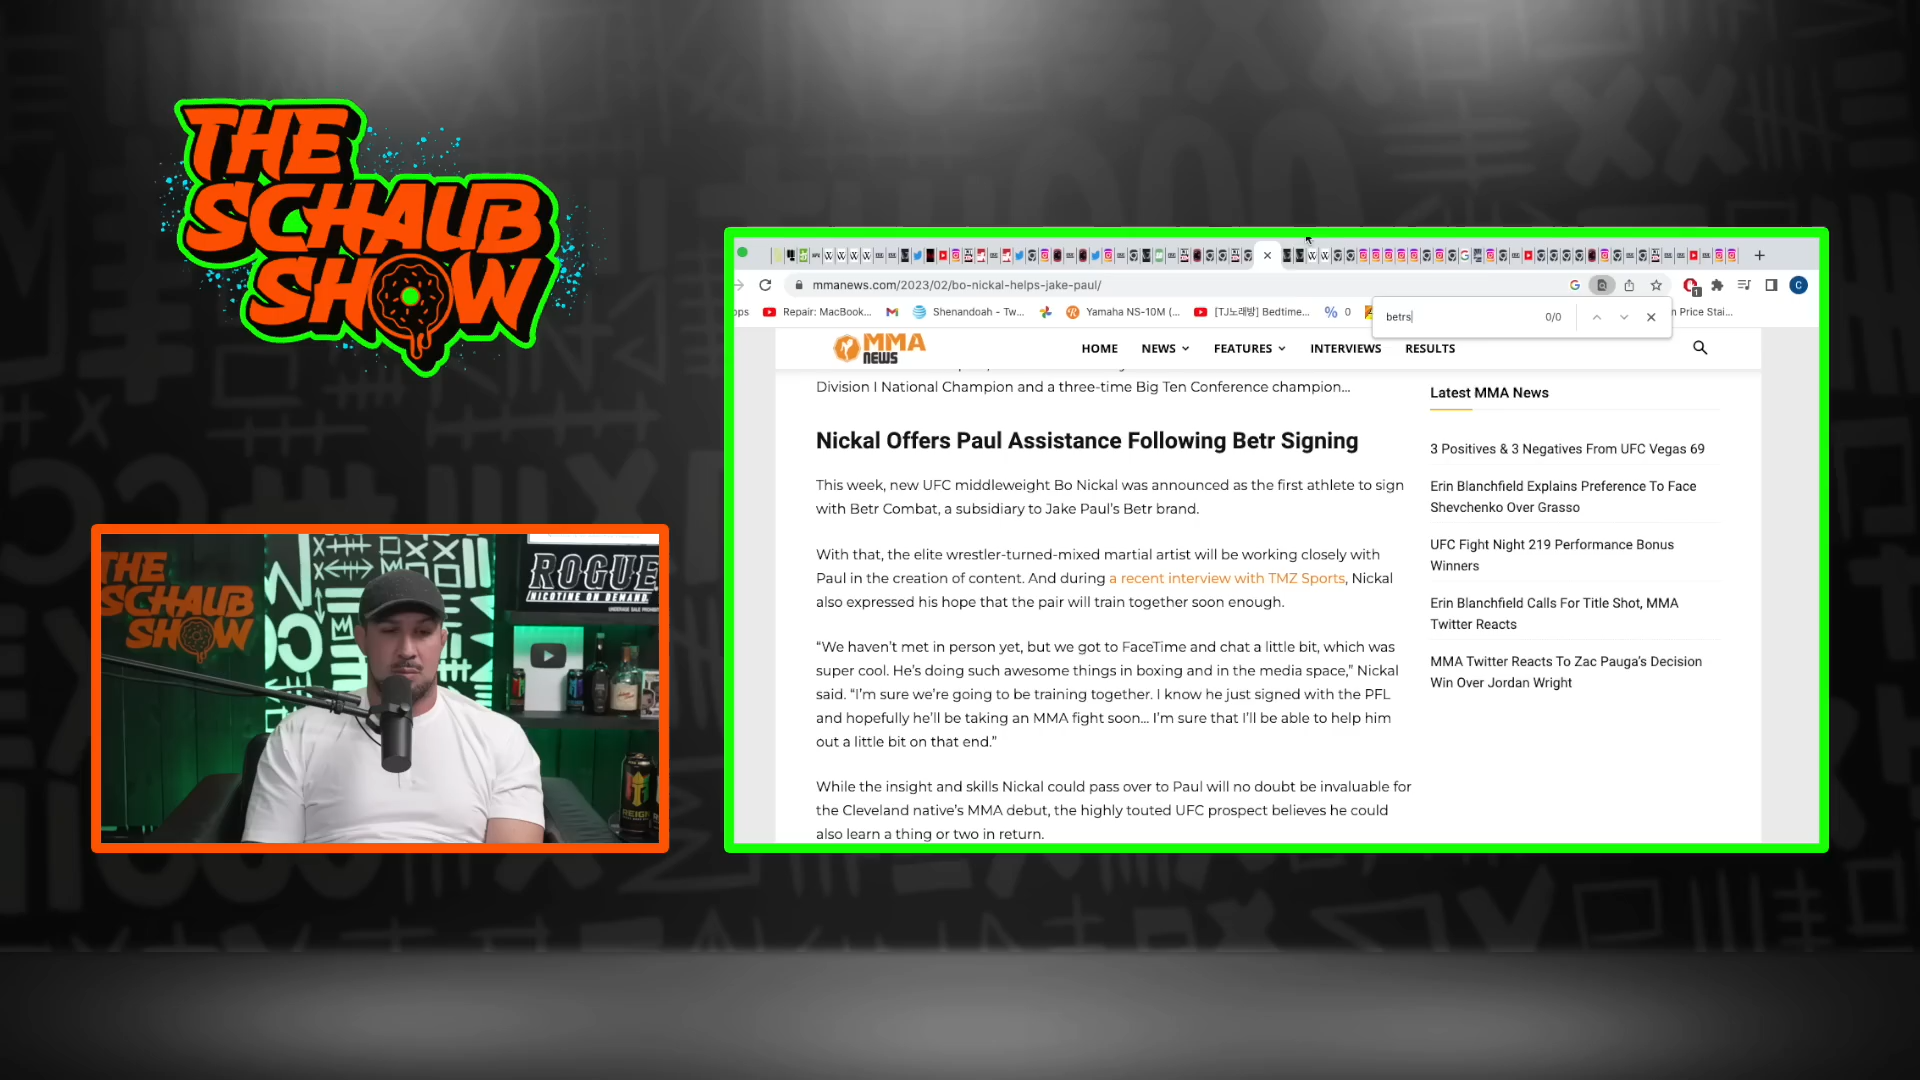 THE
SCHAUB
SHOW
THE
SCHAUB
SHOW
ROGUE
NICOTINE ON DEMAND.
REIGN
mmanews.com/2023/02/bo-nickal-helps-jake-paul/
Repair: MacBook...
Shenandoah - Tw...
Yamaha NS-10M (...
[TJ노래방] Bedtime...
0
n Price Stai...
betrs
0/0
MMA
NEWS
HOME
NEWS
FEATURES
INTERVIEWS
RESULTS
Division I National Champion and a three-time Big Ten Conference champion...
Nickal Offers Paul Assistance Following Betr Signing
This week, new UFC middleweight Bo Nickal was announced as the first athlete to sign
with Betr Combat, a subsidiary to Jake Paul's Betr brand.
With that, the elite wrestler-turned-mixed martial artist will be working closely with
Paul in the creation of content. And during a recent interview with TMZ Sports, Nickal
also expressed his hope that the pair will train together soon enough.
“We haven't met in person yet, but we got to FaceTime and chat a little bit, which was
super cool. He's doing such awesome things in boxing and in the media space,” Nickal
said. “I'm sure we're going to be training together. I know he just signed with the PFL
and hopefully he'll be taking an MMA fight soon... I'm sure that I'll be able to help him
out a little bit on that end.”
While the insight and skills Nickal could pass over to Paul will no doubt be invaluable for
the Cleveland native's MMA debut, the highly touted UFC prospect believes he could
also learn a thing or two in return.
Latest MMA News
3 Positives & 3 Negatives From UFC Vegas 69
Erin Blanchfield Explains Preference To Face
Shevchenko Over Grasso
UFC Fight Night 219 Performance Bonus
Winners
Erin Blanchfield Calls For Title Shot, MMA
Twitter Reacts
MMA Twitter Reacts To Zac Pauga's Decision
Win Over Jordan Wright